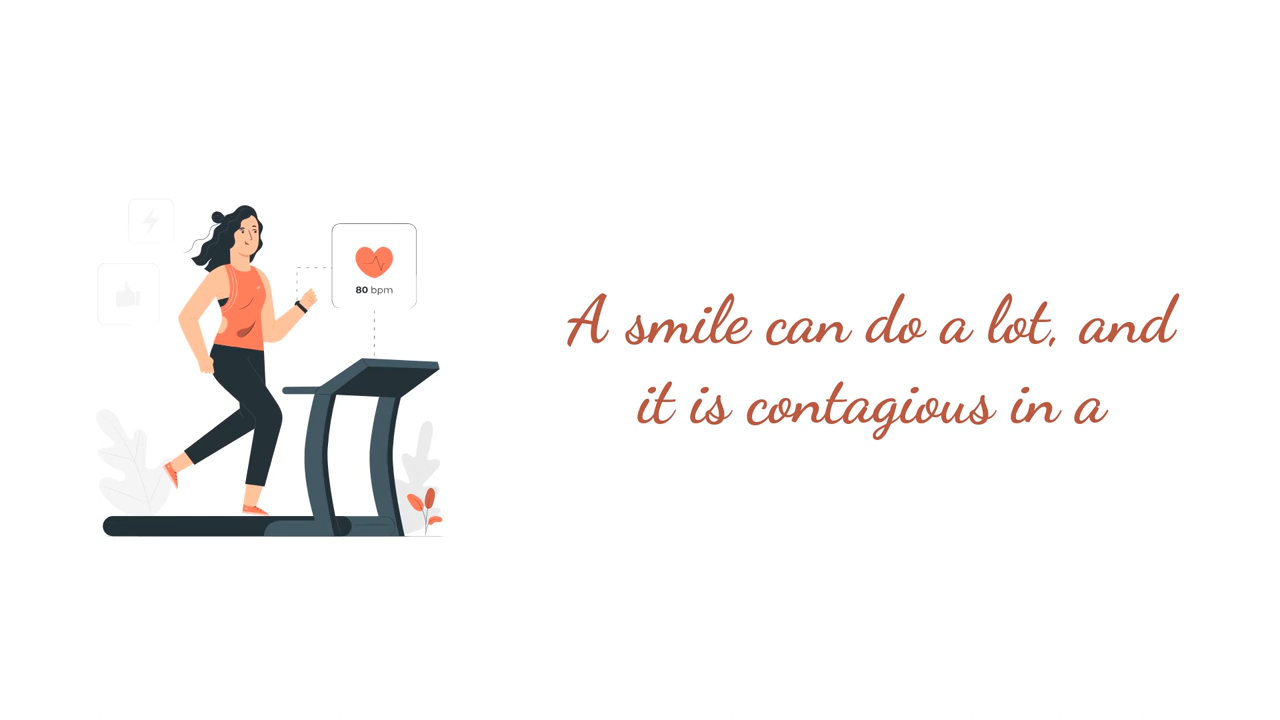 80 bpm
A smile can do a lot, and
it is contagious in a